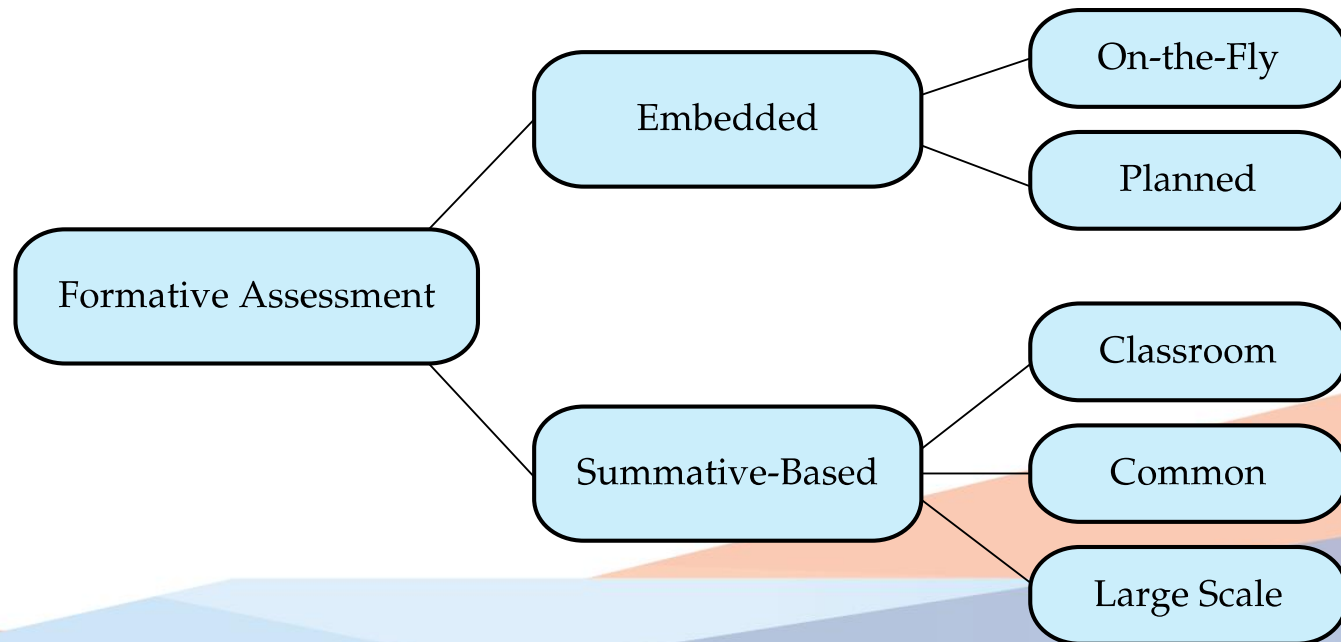 Formative Assessment
Embedded
On-the-Fly
Planned
Summative-Based
Classroom
Common
Large Scale